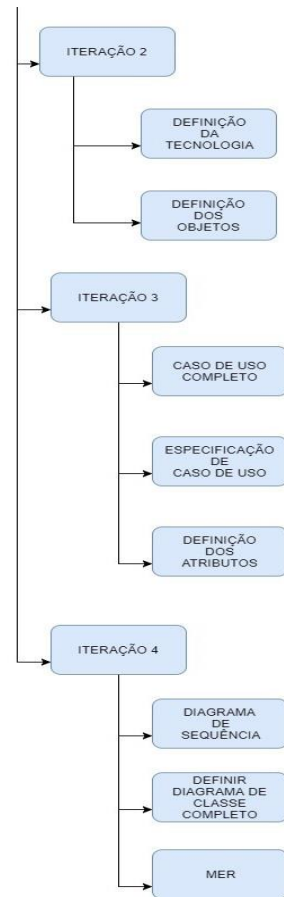 ITERAÇÃO 2
DEFINIÇÃO
DA
TECNOLOGIA
DEFINIÇÃO
DOS
OBJETOS
ITERAÇÃO 3
CASO DE USO
COMPLETO
ESPECIFICAÇÃO
DE
CASO DE USO
DEFINIÇÃO
DOS
ATRIBUTOS
ITERAÇÃO 4
DIAGRAMA
DE
SEQUÊNCIA
DEFINIR
DIAGRAMA DE
CLASSE
COMPLETO
MER